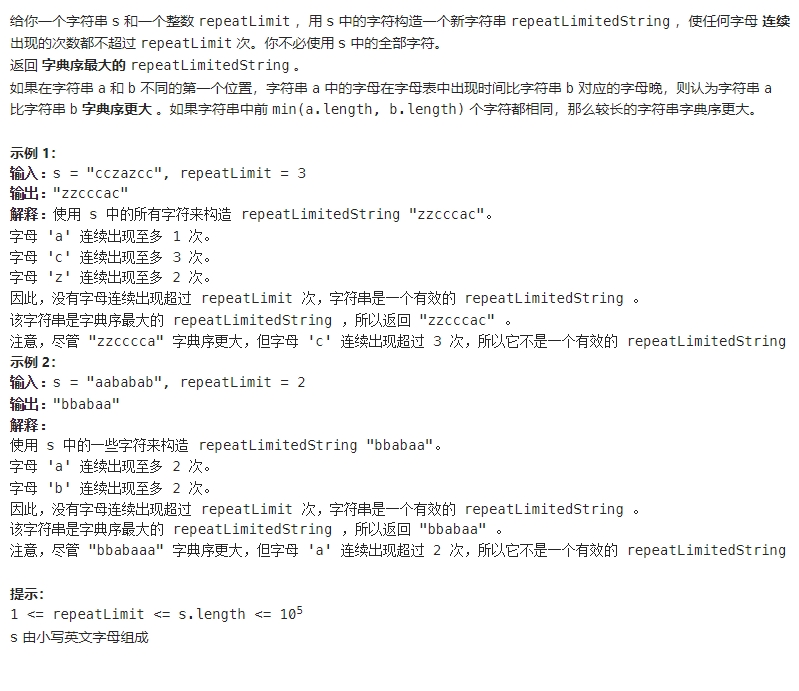 给你一个字符串 s 和一个整数 repeatLimit ，用 s 中的字符构造一个新字符串 repeatLimitedString ，使任何字母 连续
出现的次数都不超过 repeatLimit 次。你不必使用 s 中的全部字符。
返回 字典序最大的 repeatLimitedString 。
如果在字符串 a 和 b 不同的第一个位置，字符串 a 中的字母在字母表中出现时间比字符串 b 对应的字母晚，则认为字符串 a
比字符串 b 字典序更大 。如果字符串中前 min(a.length, b.length) 个字符都相同，那么较长的字符串字典序更大。
示例 1：
输入：s = "cczazcc", repeatLimit = 3
输出："zzcccac"
解释：使用 s 中的所有字符来构造 repeatLimitedString "zzcccac"。
字母 'a' 连续出现至多 1 次。
字母 'c' 连续出现至多 3 次。
字母 'z' 连续出现至多 2 次。
因此，没有字母连续出现超过 repeatLimit 次，字符串是一个有效的 repeatLimitedString 。
该字符串是字典序最大的 repeatLimitedString ，所以返回 "zzcccac" 。
注意，尽管 "zzcccca" 字典序更大，但字母 'c' 连续出现超过 3 次，所以它不是一个有效的 repeatLimitedString
示例 2：
输入：s = "aababab", repeatLimit = 2
输出："bbabaa"
解释：
使用 s 中的一些字符来构造 repeatLimitedString "bbabaa"。
字母 'a' 连续出现至多 2 次。
字母 'b' 连续出现至多 2 次。
因此，没有字母连续出现超过 repeatLimit 次，字符串是一个有效的 repeatLimitedString 。
该字符串是字典序最大的 repeatLimitedString ，所以返回 "bbabaa" 。
注意，尽管 "bbabaaa" 字典序更大，但字母 'a' 连续出现超过 2 次，所以它不是一个有效的 repeatLimitedString
提示：
1 <= repeatLimit <= s.length <= 10⁵
s 由小写英文字母组成